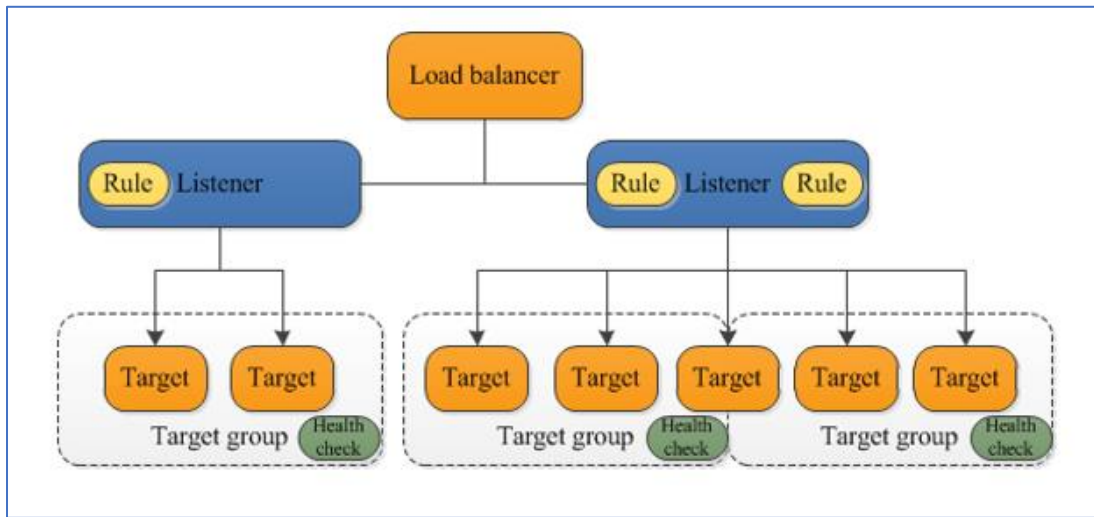 Load balancer
Rule Listener
Rule Listener Rule
Target Target
Target Target Target Target Target
Target group
Health
check
Target group
Health
check
Target group
Health
check